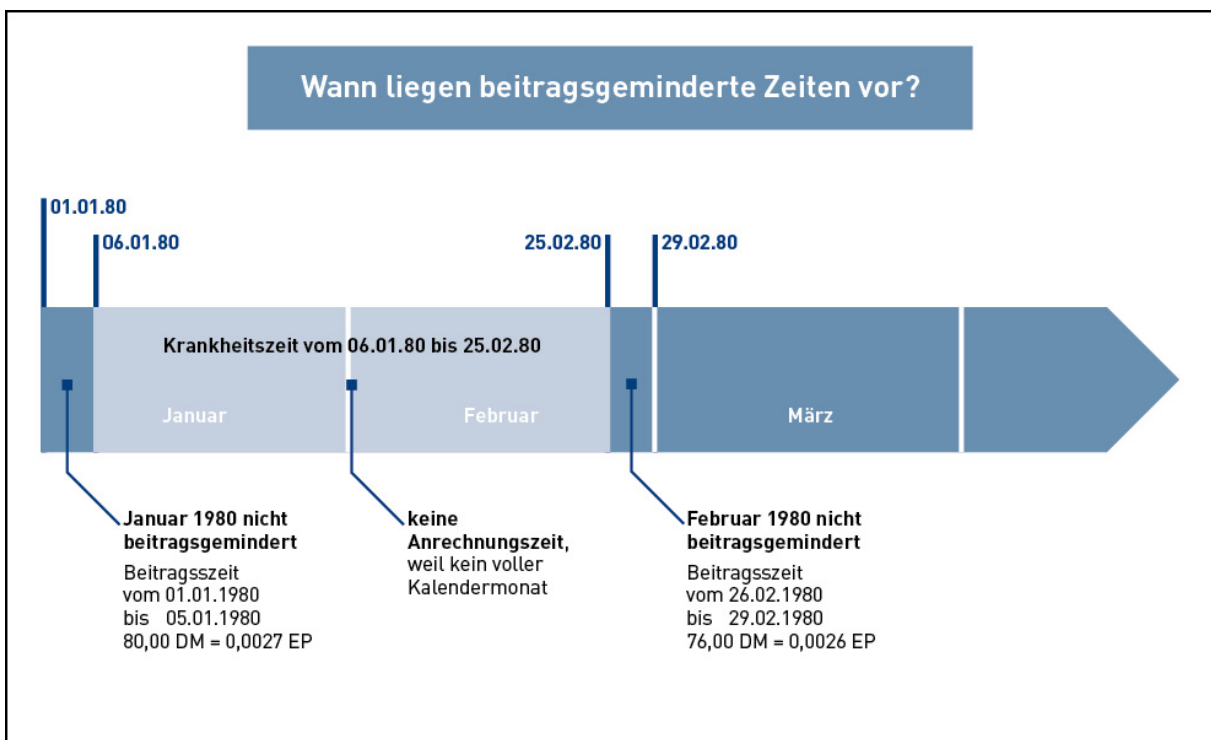 Wann liegen beitragsgeminderte Zeiten vor?
01.01.80
06.01.80
25.02.80
29.02.80
Krankheitszeit vom 06.01.80 bis 25.02.80
Januar
Februar
März
Januar 1980 nicht
beitragsgemindert
Beitragsszeit
vom 01.01.1980
bis 05.01.1980
80,00 DM = 0,0027 EP
keine
Anrechnungszeit,
weil kein voller
Kalendermonat
Februar 1980 nicht
beitragsgemindert
Beitragsszeit
vom 26.02.1980
bis 29.02.1980
76,00 DM = 0,0026 EP